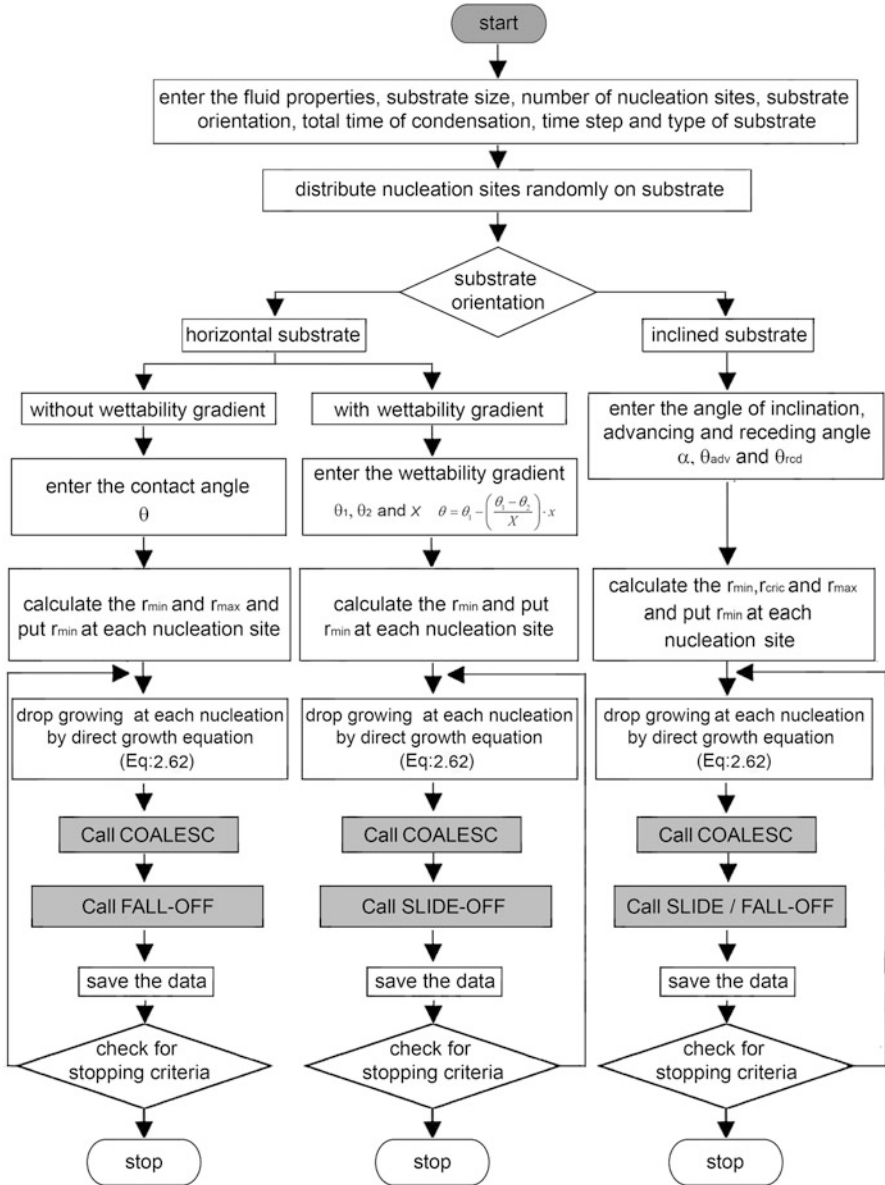 start
enter the fluid properties, substrate size, number of nucleation sites, substrate
orientation, total time of condensation, time step and type of substrate
distribute nucleation sites randomly on substrate
substrate
orientation
horizontal substrate
inclined substrate
without wettability gradient
with wettability gradient
enter the angle of inclination,
advancing and receding angle
α, θadv and θrcd
enter the contact angle
θ
enter the wettability gradient
θ1, θ2 and X θ = θ1 − ( (θ1 − θ2) / X ) · x
calculate the rmin and rmax and
put rmin at each nucleation site
calculate the rmin and put
rmin at each nucleation site
calculate the rmin,rcric and rmax
and put rmin at each
nucleation site
drop growing at each nucleation
by direct growth equation
(Eq:2.62)
drop growing at each nucleation
by direct growth equation
(Eq:2.62)
drop growing at each nucleation
by direct growth equation
(Eq:2.62)
Call COALESC
Call COALESC
Call COALESC
Call FALL-OFF
Call SLIDE-OFF
Call SLIDE / FALL-OFF
save the data
save the data
save the data
check for
stopping criteria
check for
stopping criteria
check for
stopping criteria
stop
stop
stop